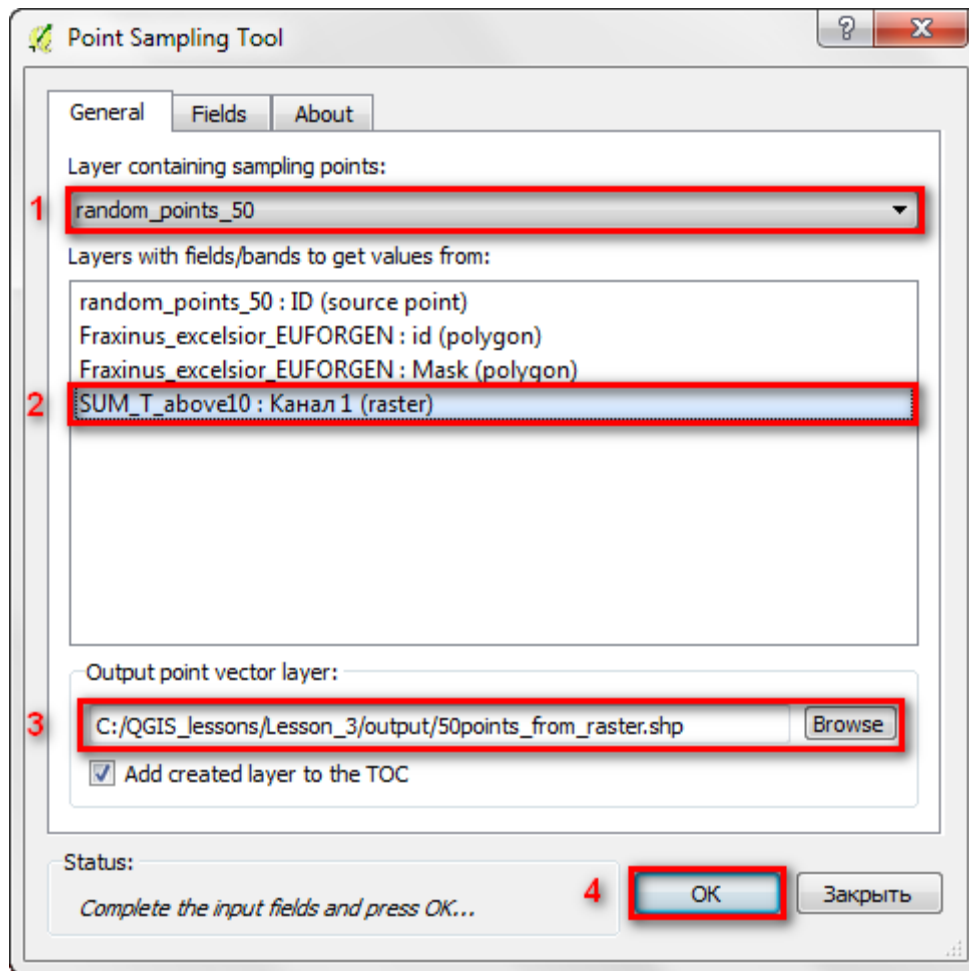 Point Sampling Tool
General Fields About
Layer containing sampling points:
1 random_points_50
Layers with fields/bands to get values from:
random_points_50 : ID (source point)
Fraxinus_excelsior_EUFORGEN : id (polygon)
Fraxinus_excelsior_EUFORGEN : Mask (polygon)
2 SUM_T_above10 : Канал 1 (raster)
Output point vector layer:
3 C:/QGIS_lessons/Lesson_3/output/50points_from_raster.shp Browse
Add created layer to the TOC
Status:
Complete the input fields and press OK...
4 OK Закрыть